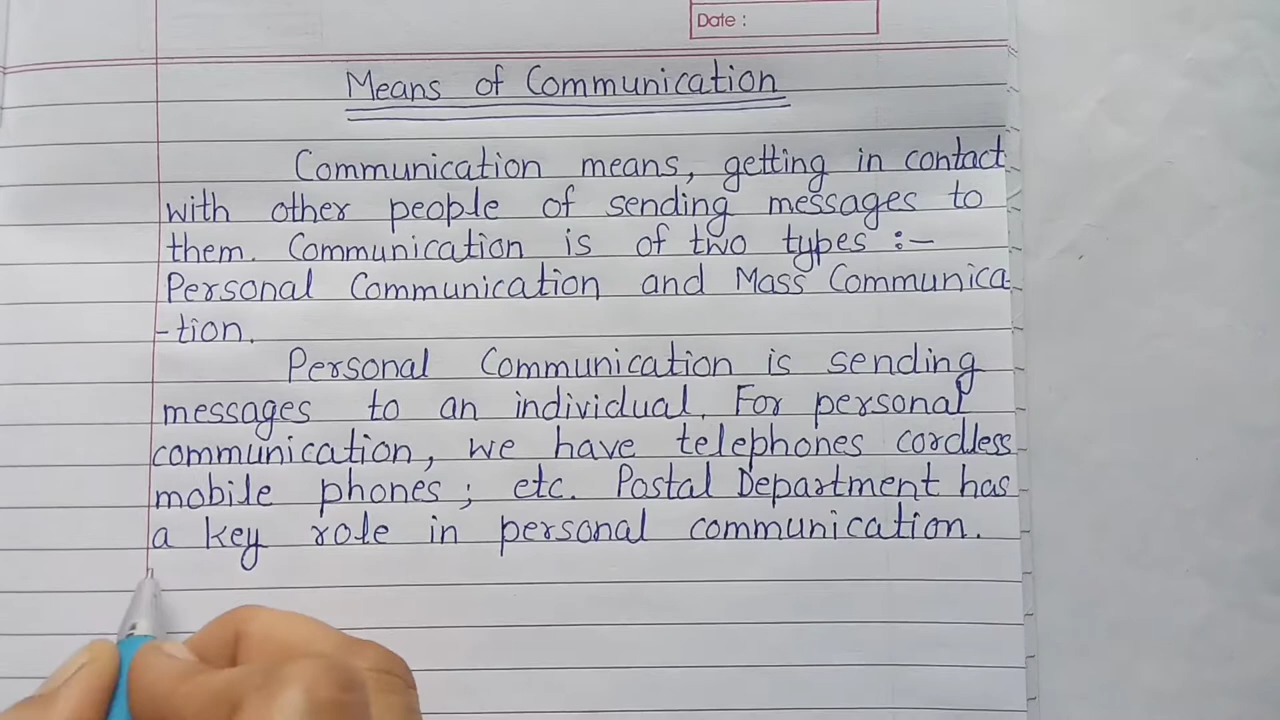 Date :
Means of Communication
Communication means, getting in contact
with other people of sending messages to
them. Communication is of two types :-
Personal Communication and Mass Communica-
-tion.
Personal Communication is sending
messages to an individual. For personal
communication, we have telephones cordless
mobile phones ; etc. Postal Department has
a key role in personal communication.